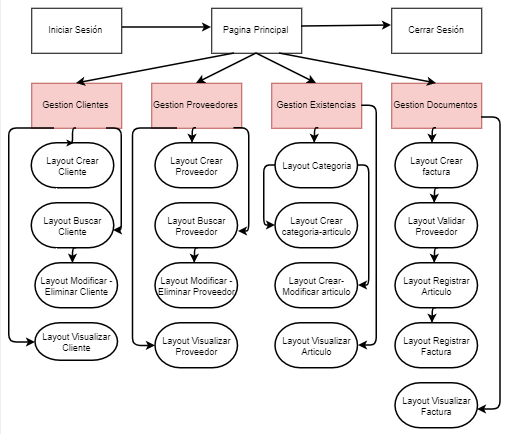 Iniciar Sesión
Pagina Principal
Cerrar Sesión
Gestion Clientes
Gestion Proveedores
Gestion Existencias
Gestion Documentos
Layout Crear
Cliente
Layout Crear
Proveedor
Layout Categoria
Layout Crear
factura
Layout Buscar
Cliente
Layout Buscar
Proveedor
Layout Crear
categoria-articulo
Layout Validar
Proveedor
Layout Modificar -
Eliminar Cliente
Layout Modificar -
Eliminar Proveedor
Layout Crear-
Modificar articulo
Layout Registrar
Articulo
Layout Visualizar
Cliente
Layout Visualizar
Proveedor
Layout Visualizar
Articulo
Layout Registrar
Factura
Layout Visualizar
Factura